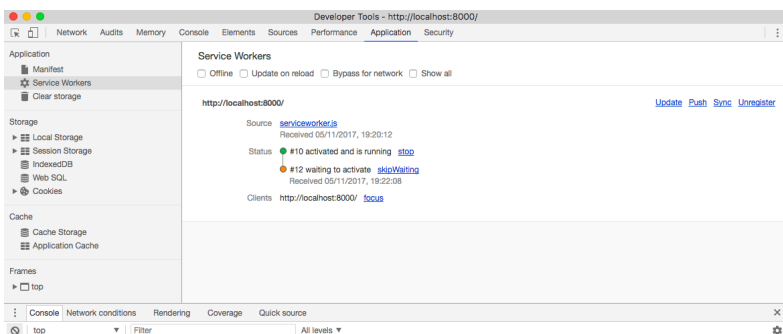 Developer Tools - http://localhost:8000/
Network Audits Memory Console Elements Sources Performance Application Security
Application
Manifest
Service Workers
Clear storage
Storage
Local Storage
Session Storage
IndexedDB
Web SQL
Cookies
Cache
Cache Storage
Application Cache
Frames
top
Service Workers
Offline Update on reload Bypass for network Show all
http://localhost:8000/ Update Push Sync Unregister
Source serviceworker.js
Received 05/11/2017, 19:20:12
Status #10 activated and is running stop
#12 waiting to activate skipWaiting
Received 05/11/2017, 19:22:08
Clients http://localhost:8000/ focus
Console Network conditions Rendering Coverage Quick source
top Filter All levels